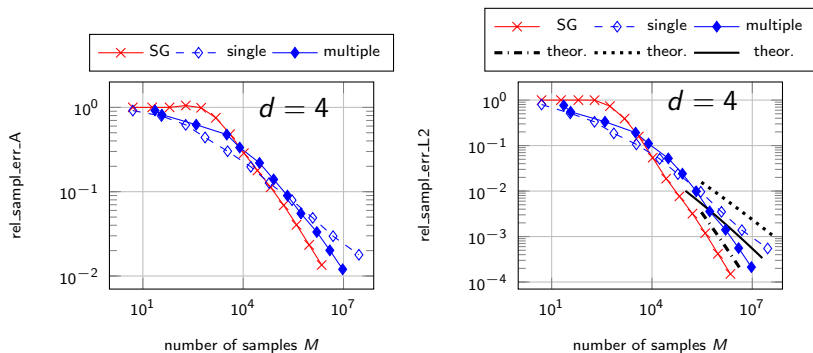 SG single multiple
d = 4
10^0
10^−1
10^−2
rel_sampl_err_A
10^1 10^4 10^7
number of samples M
SG single multiple
theor. theor. theor.
d = 4
10^0
10^−1
10^−2
10^−3
10^−4
rel_sampl_err_L2
10^1 10^4 10^7
number of samples M